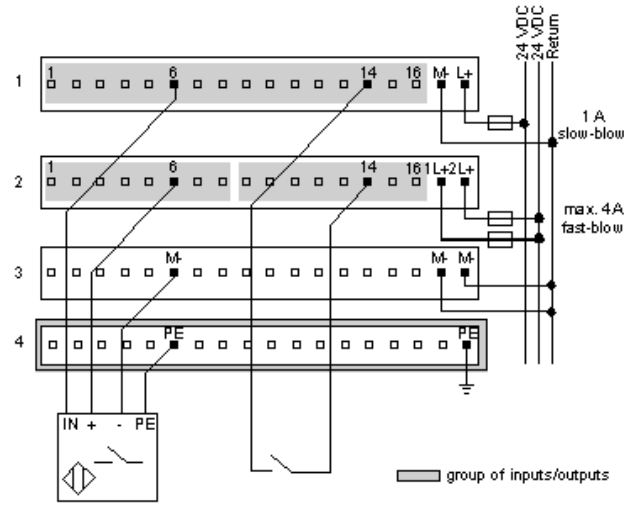 24 VDC
24 VDC
Return
1 6 14 16 M- L+
1
1 A
slow-blow
1 6 14 16 1L+ 2L+
2
max. 4 A
fast-blow
M- M- M-
3
PE PE
4
IN + - PE
group of inputs/outputs